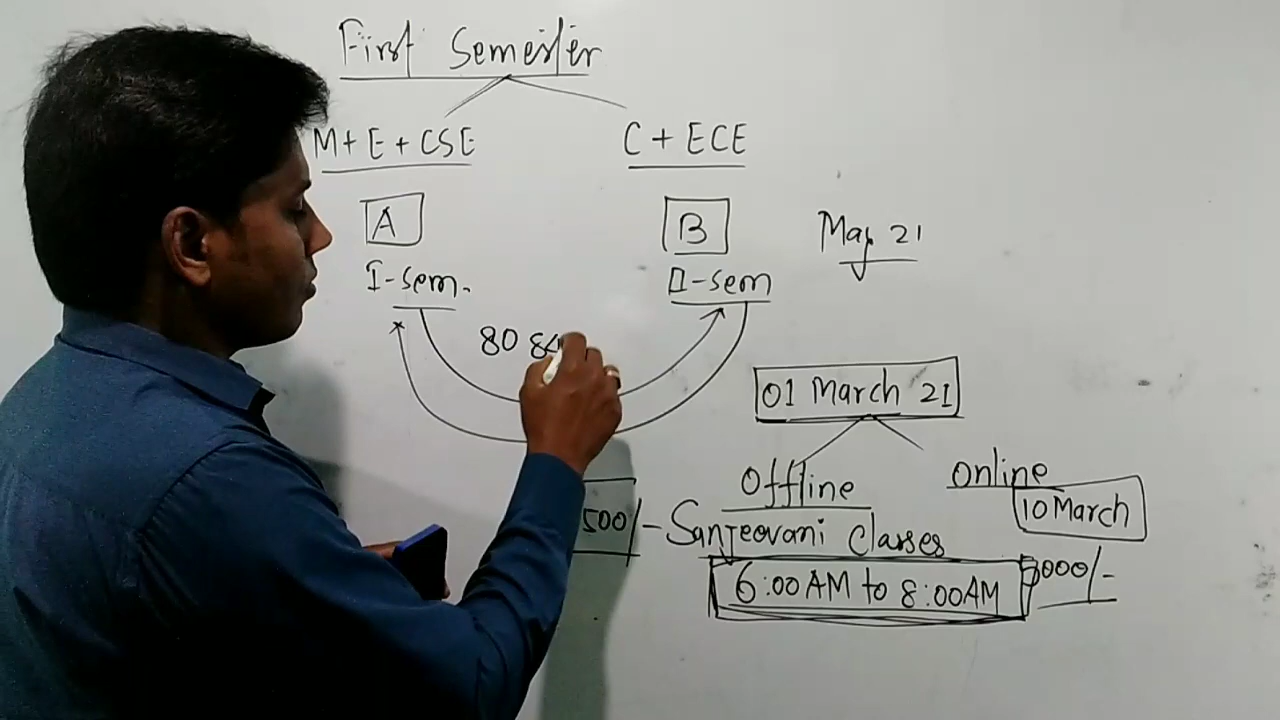 First Semester
M+ E + CSE
C + ECE
A
B
May 21
I-sem.
II-sem
80 84
01 March 21
Offline
Online
10 March
500/- Sanjeevani Classes
6:00 AM to 8:00 AM
000/-